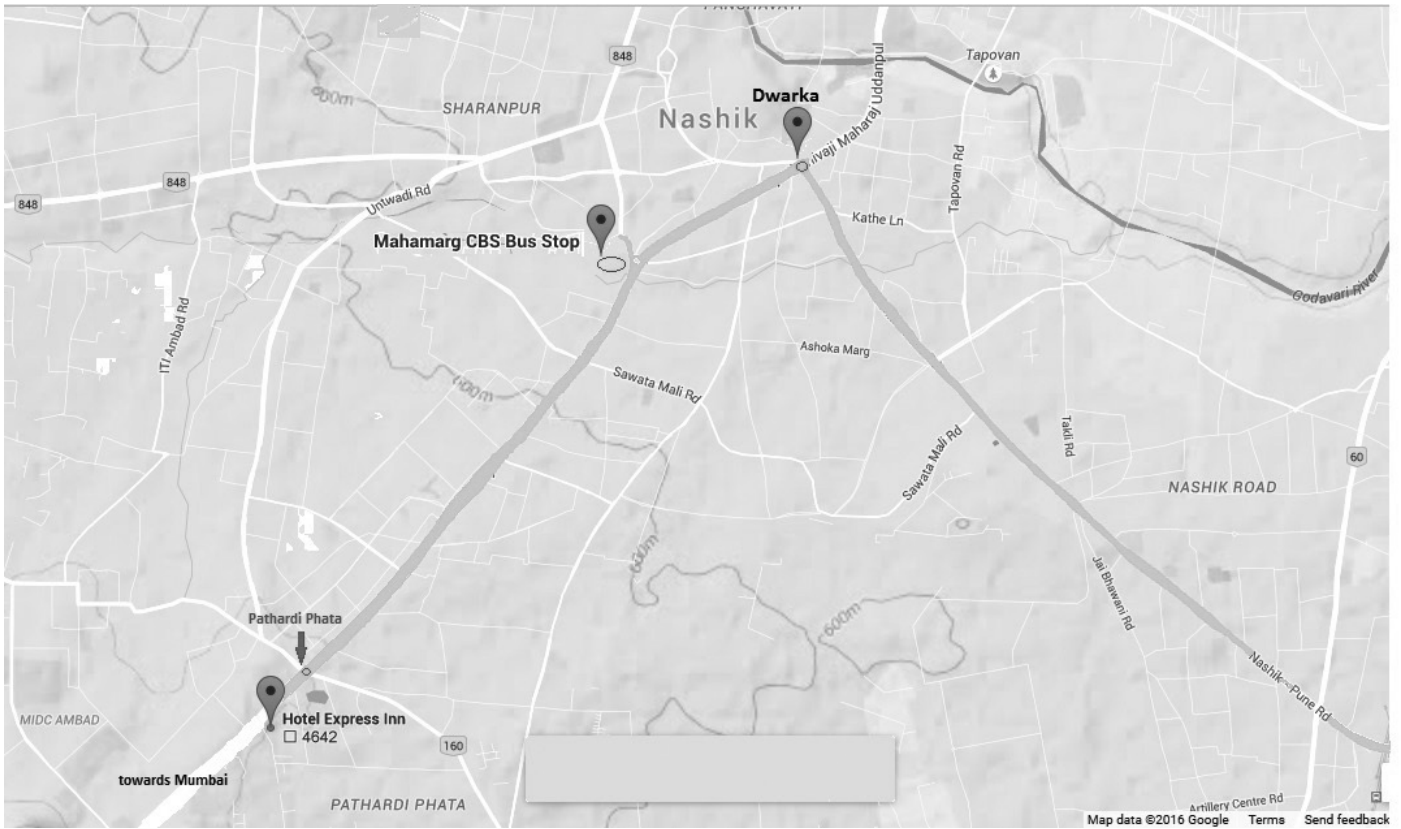 PANCHAVATI
848
Tapovan
Dwarka
600m
SHARANPUR
Nashik
Shivaji Maharaj Uddanpul
848
Tapovan Rd
848
Untwadi Rd
Kathe Ln
Mahamarg CBS Bus Stop
Godavari River
ITI Ambad Rd
Ashoka Marg
600m
Sawata Mali Rd
Takli Rd
Sawata Mali Rd
60
NASHIK ROAD
600m
Jai Bhawani Rd
600m
Pathardi Phata
Nashik - Pune Rd
MIDC AMBAD
Hotel Express Inn
4642
160
towards Mumbai
PATHARDI PHATA
Artillery Centre Rd
Map data ©2016 Google Terms Send feedback